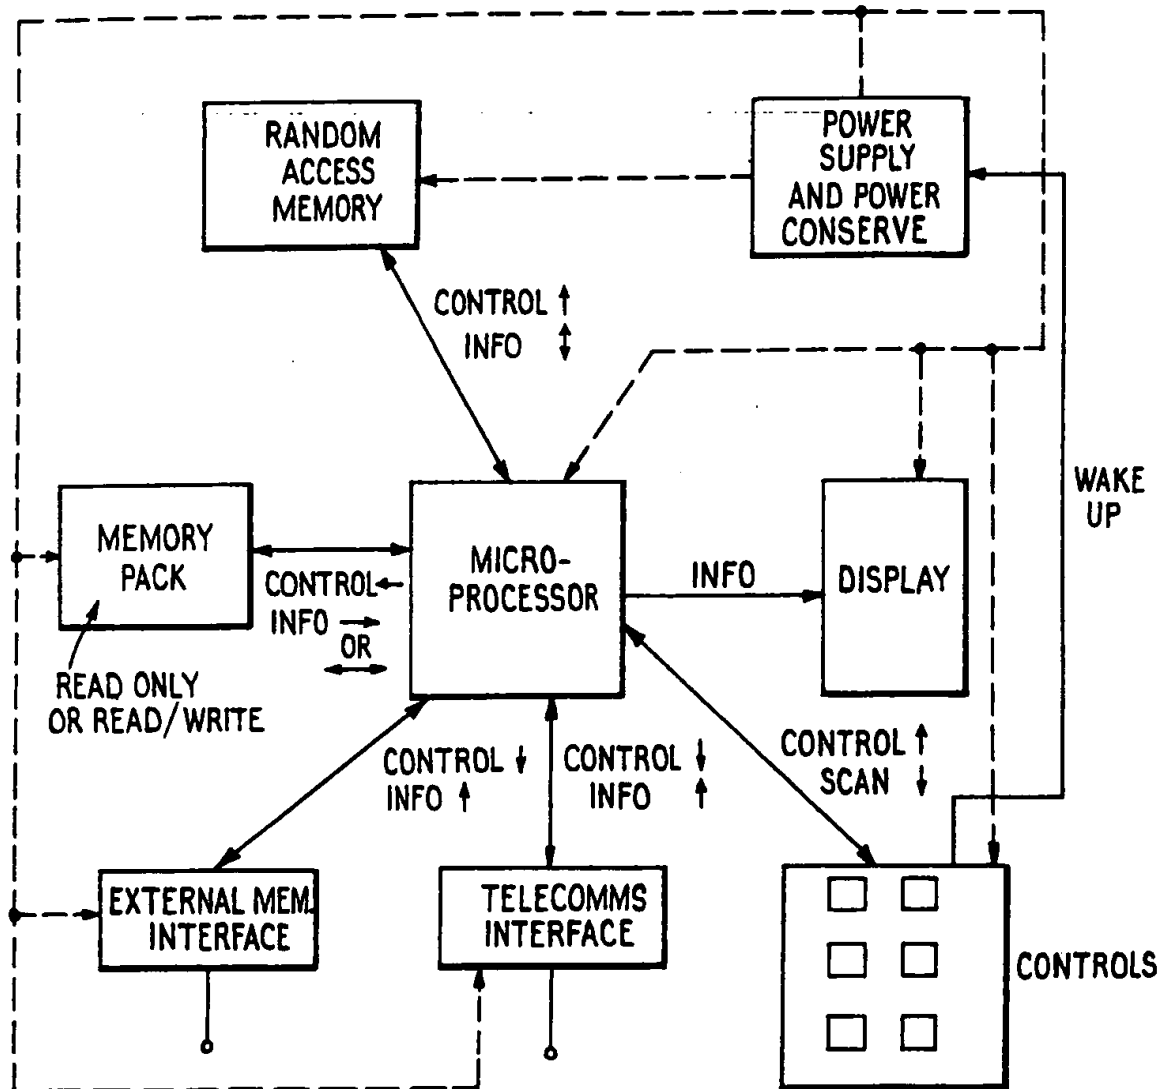 RANDOM
ACCESS
MEMORY
POWER
SUPPLY
AND POWER
CONSERVE
CONTROL ↑
INFO ↕
WAKE
UP
MEMORY
PACK
CONTROL ←
INFO →
OR
↔
READ ONLY
OR READ/WRITE
MICRO-
PROCESSOR
INFO
DISPLAY
CONTROL ↓
INFO ↑
CONTROL ↓
INFO ↑
CONTROL ↑
SCAN ↓
EXTERNAL MEM.
INTERFACE
TELECOMMS
INTERFACE
CONTROLS